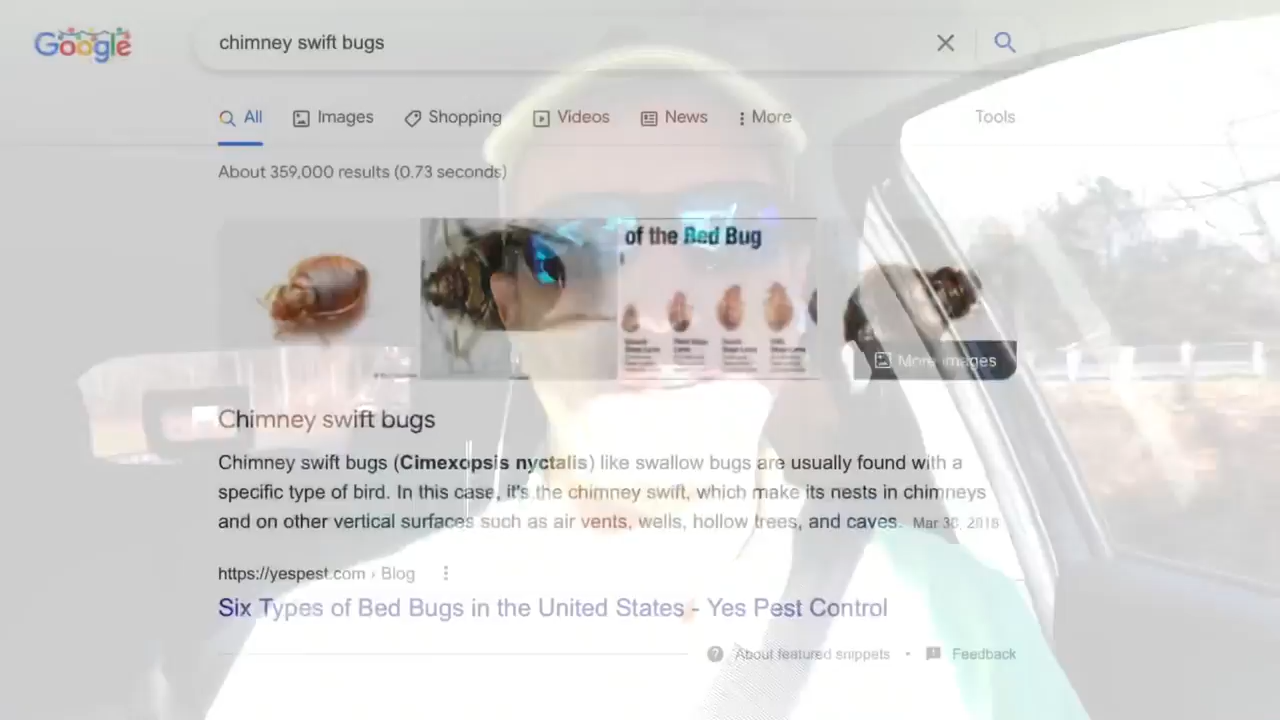 Google
chimney swift bugs
All Images Shopping Videos News More Tools
About 359,000 results (0.73 seconds)
of the Bed Bug
More images
Chimney swift bugs
Chimney swift bugs (Cimexopsis nyctalis) like swallow bugs are usually found with a
specific type of bird. In this case, it's the chimney swift, which make its nests in chimneys
and on other vertical surfaces such as air vents, wells, hollow trees, and caves. Mar 30, 2018
https://yespest.com › Blog
Six Types of Bed Bugs in the United States - Yes Pest Control
About featured snippets • Feedback